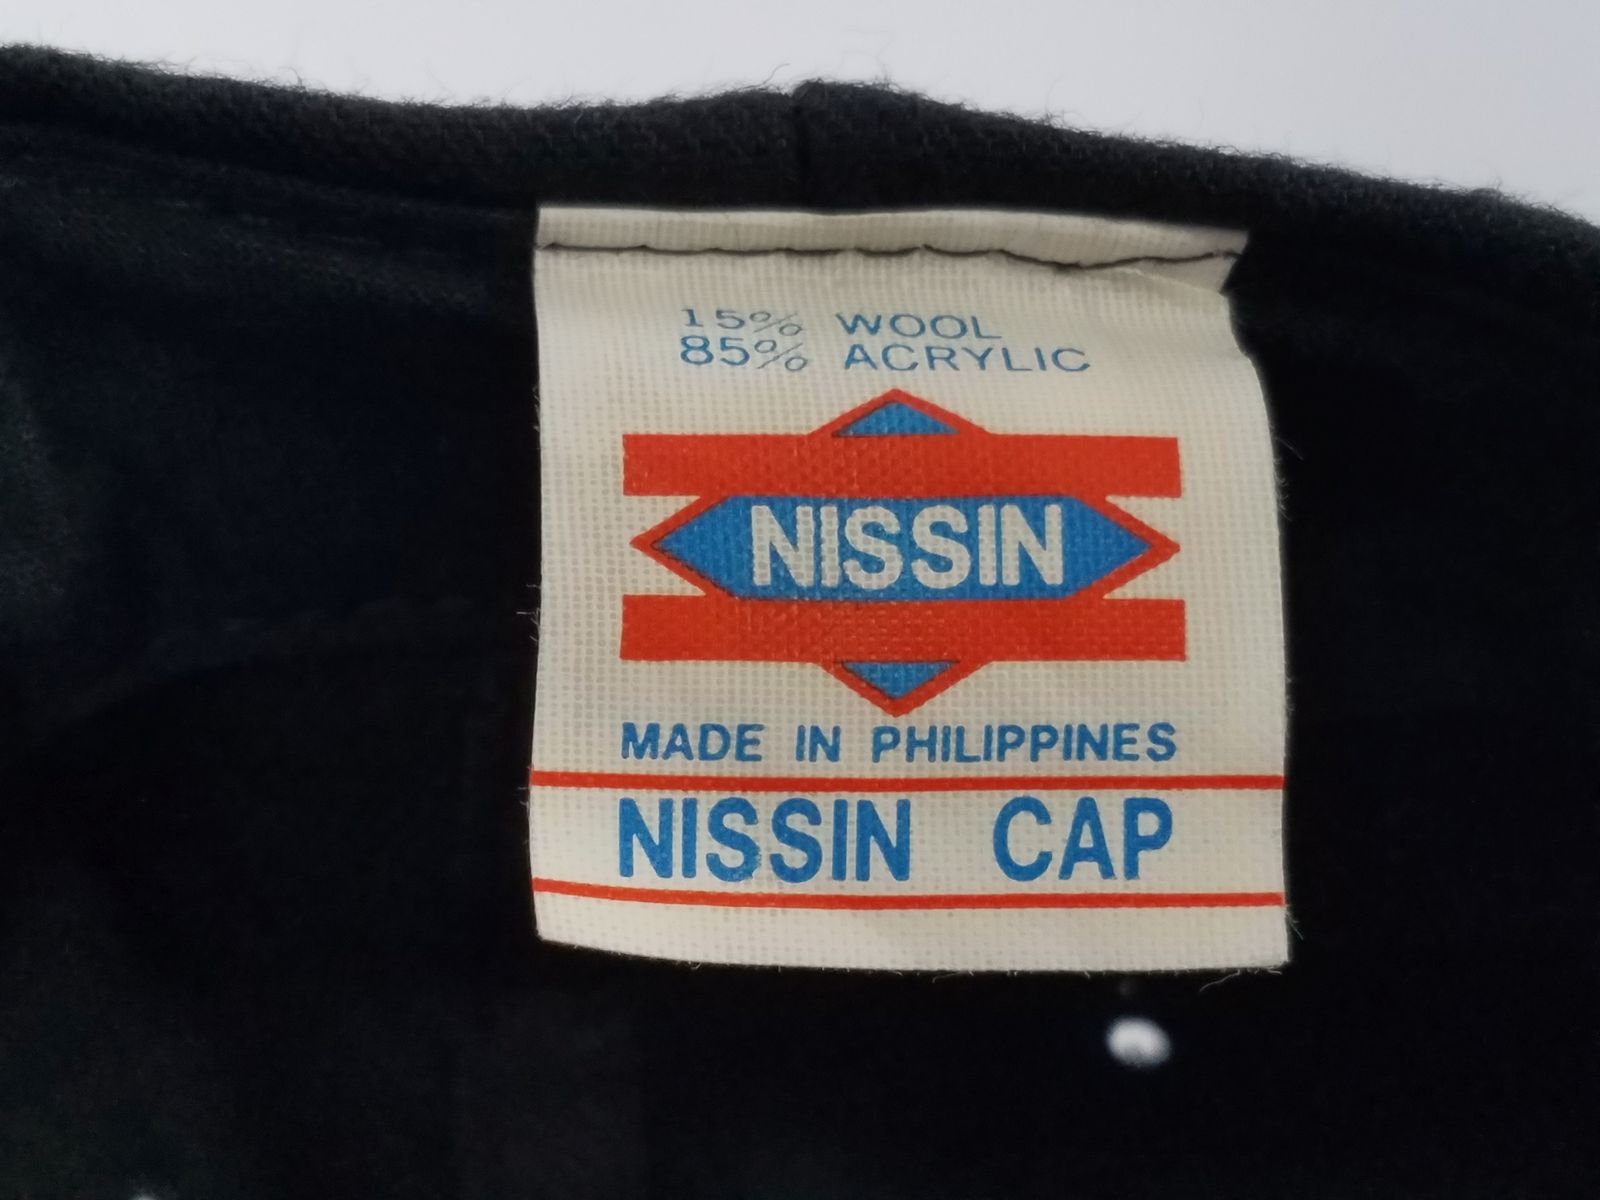 15% WOOL
85% ACRYLIC
NISSIN
MADE IN PHILIPPINES
NISSIN CAP